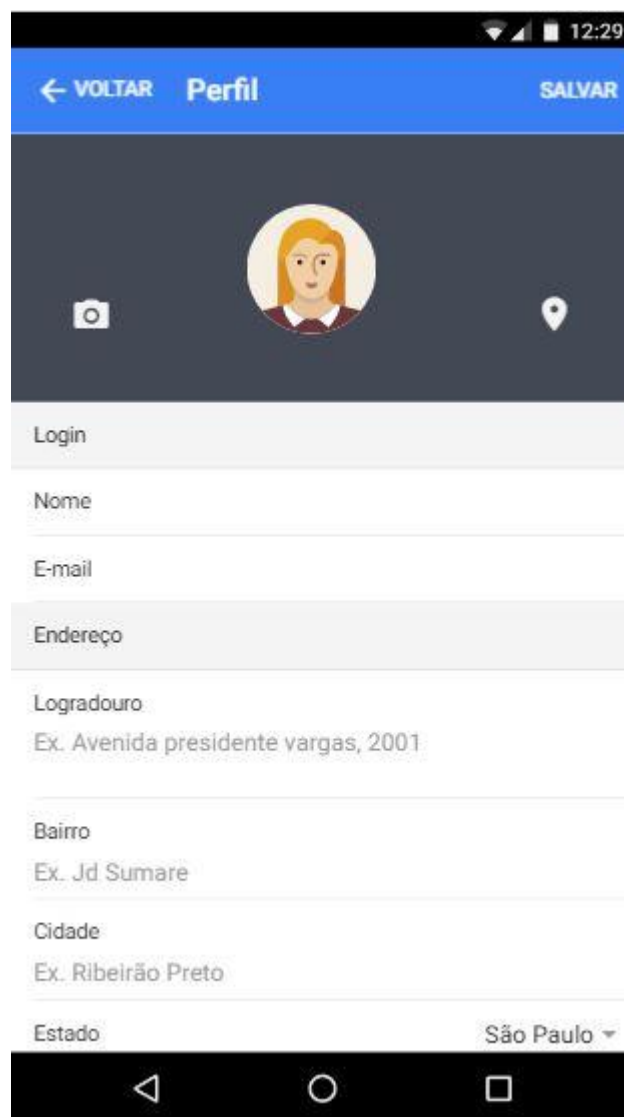 12:29
VOLTAR Perfil SALVAR
Login
Nome
E-mail
Endereço
Logradouro
Ex. Avenida presidente vargas, 2001
Bairro
Ex. Jd Sumare
Cidade
Ex. Ribeirão Preto
Estado São Paulo